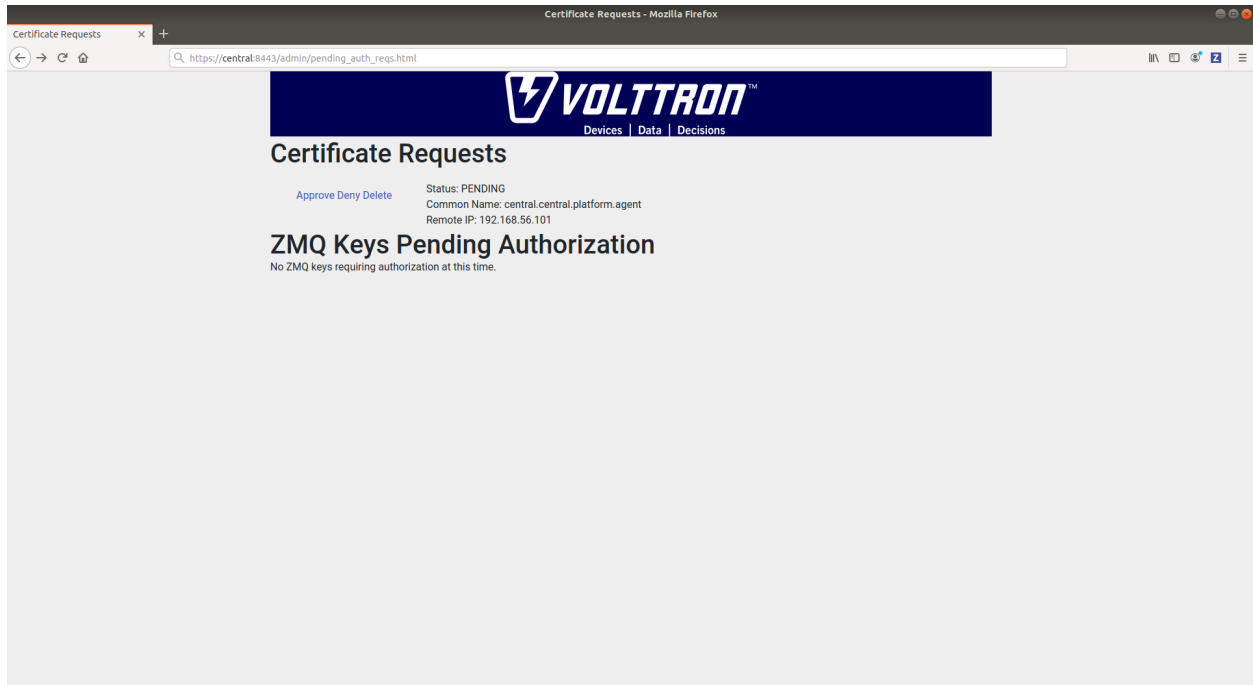 Certificate Requests - Mozilla Firefox
Certificate Requests × +
https://central:8443/admin/pending_auth_reqs.html
Z
VOLTTRON™
Devices | Data | Decisions
Certificate Requests
Approve Deny Delete
Status: PENDING
Common Name: central.central.platform.agent
Remote IP: 192.168.56.101
ZMQ Keys Pending Authorization
No ZMQ keys requiring authorization at this time.